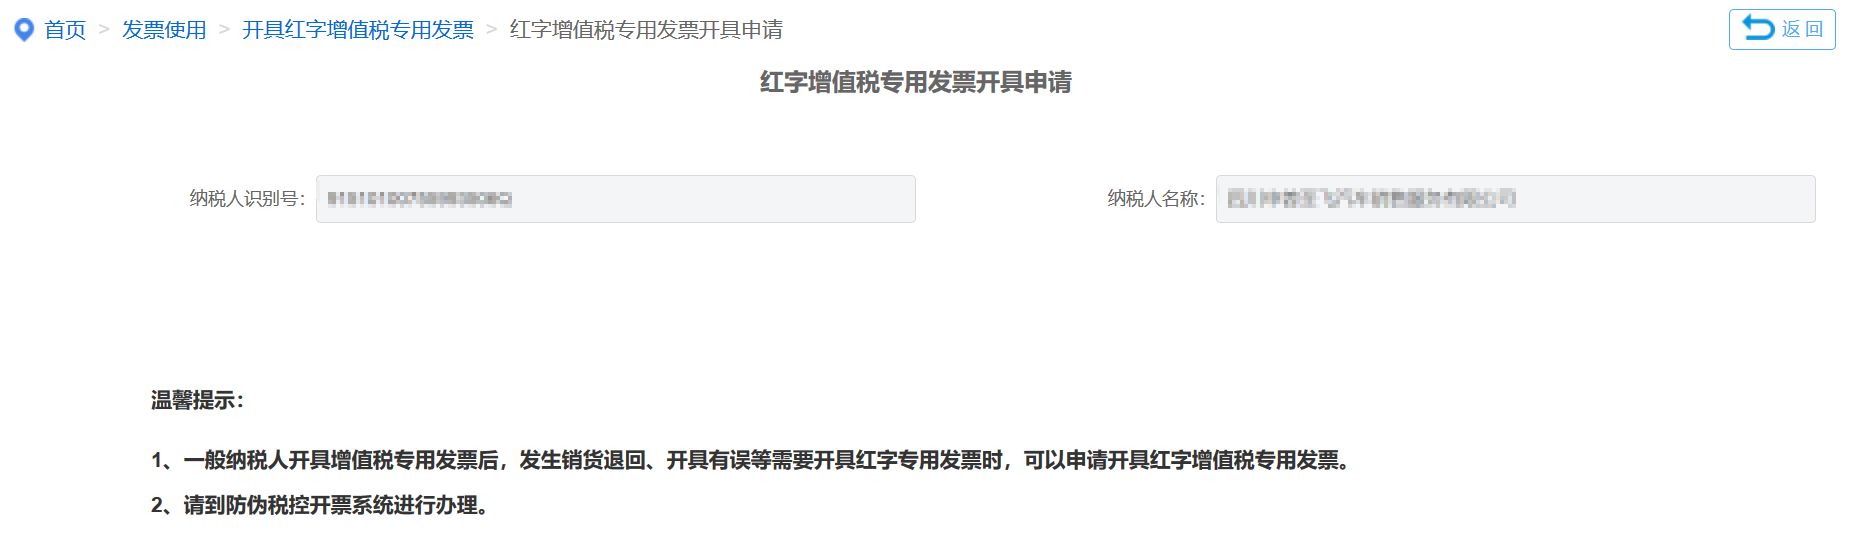 首页 > 发票使用 > 开具红字增值税专用发票 > 红字增值税专用发票开具申请
返回
红字增值税专用发票开具申请
纳税人识别号：
纳税人名称：
温馨提示：
1、一般纳税人开具增值税专用发票后，发生销货退回、开具有误等需要开具红字专用发票时，可以申请开具红字增值税专用发票。
2、请到防伪税控开票系统进行办理。